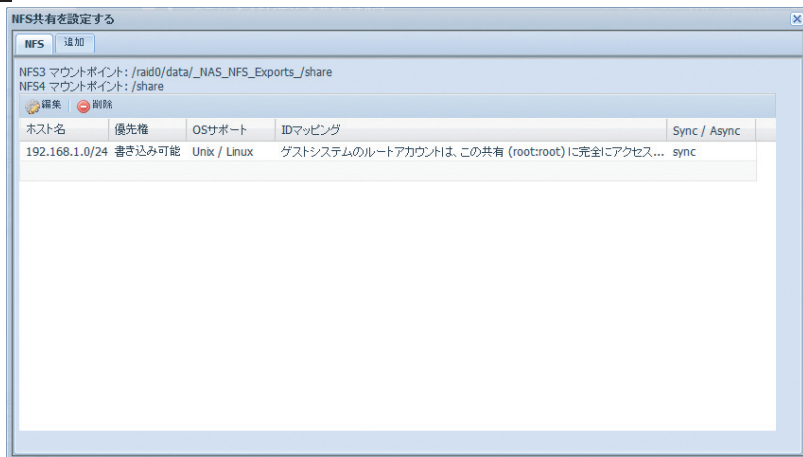 NFS共有を設定する
NFS 追加
NFS3 マウントポイント: /raid0/data/_NAS_NFS_Exports_/share
NFS4 マウントポイント: /share
編集 削除
ホスト名 優先権 OSサポート IDマッピング Sync / Async
192.168.1.0/24 書き込み可能 Unix / Linux ゲストシステムのルートアカウントは、この共有 (root:root) に完全にアクセス... sync